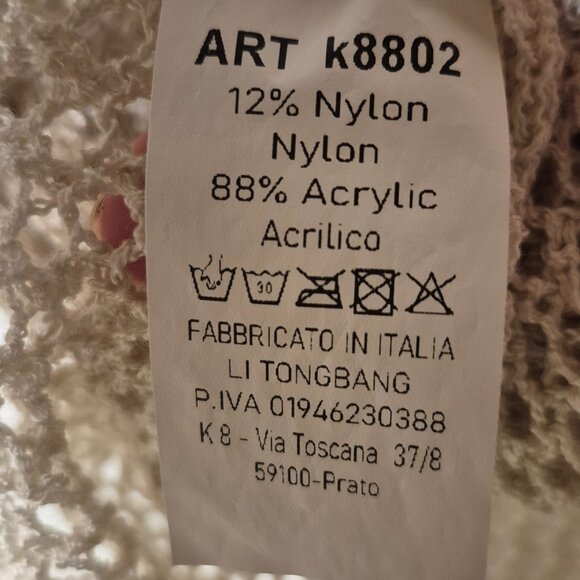 ART K8802
12% Nylon
Nylon
88% Acrylic
Acrilico
30
FABBRICATO IN ITALIA
LI TONGBANG
P.IVA 01946230388
K 8 - Via Toscana 37/8
59100-Prato